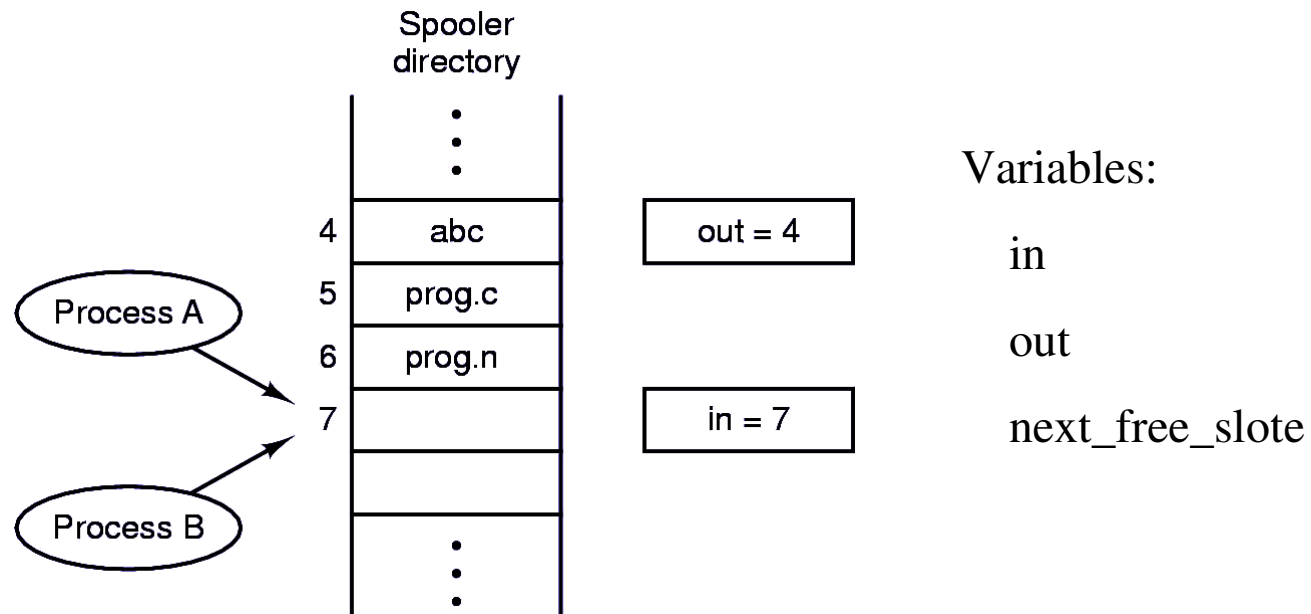 Spooler
directory
4 abc out = 4
5 prog.c
Process A
6 prog.n
7 in = 7
Process B
Variables:
in
out
next_free_slote